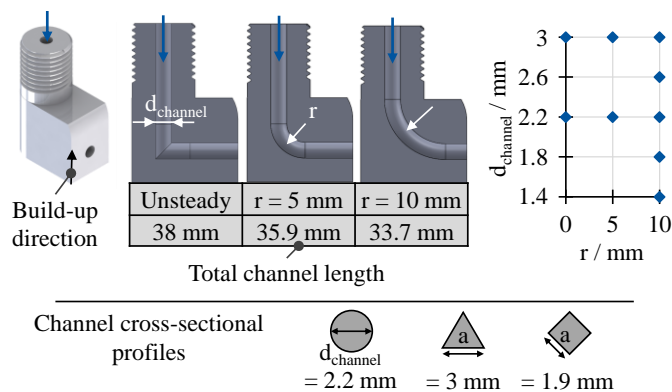 d_channel
r
Unsteady r = 5 mm r = 10 mm
38 mm 35.9 mm 33.7 mm
Build-up
direction
Total channel length
d_channel / mm
3
2.6
2.2
1.8
1.4
0 5 10
r / mm
Channel cross-sectional
profiles
a a
d_channel
= 2.2 mm = 3 mm = 1.9 mm